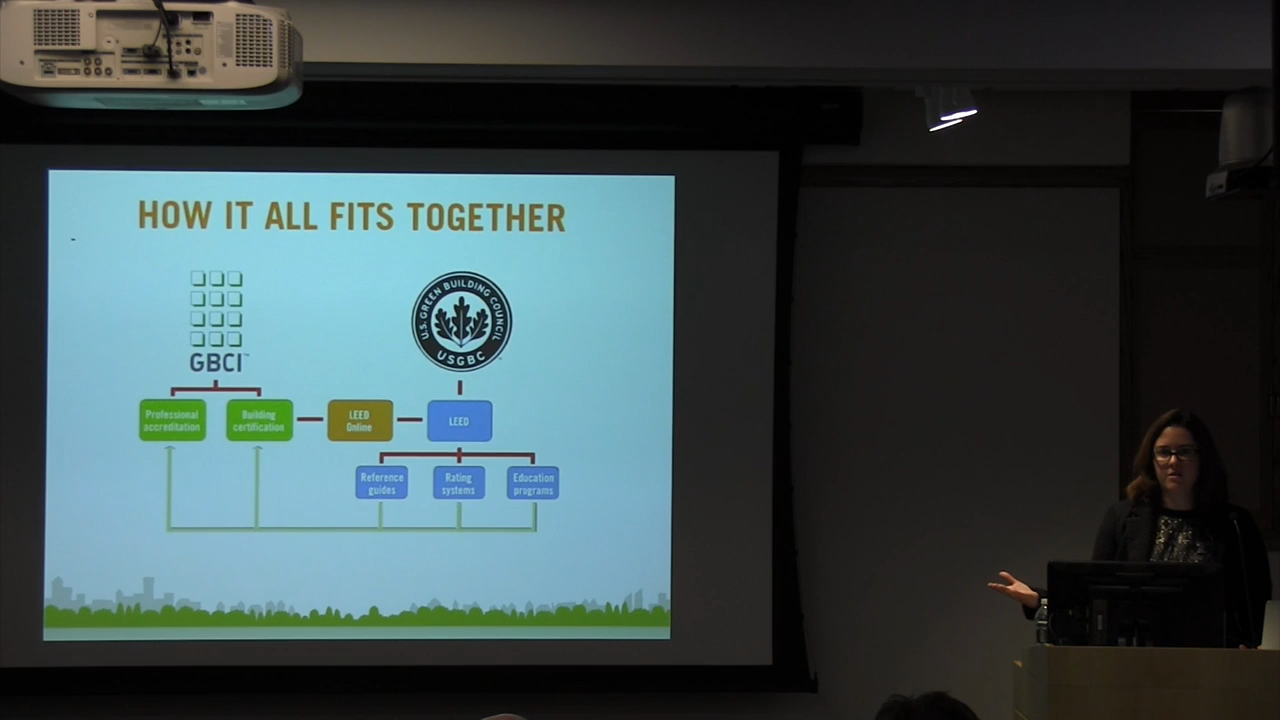 HOW IT ALL FITS TOGETHER
GBCI™
U.S. GREEN BUILDING COUNCIL
USGBC
Professional
accreditation
Building
certification
LEED
Online
LEED
Reference
guides
Rating
systems
Education
programs